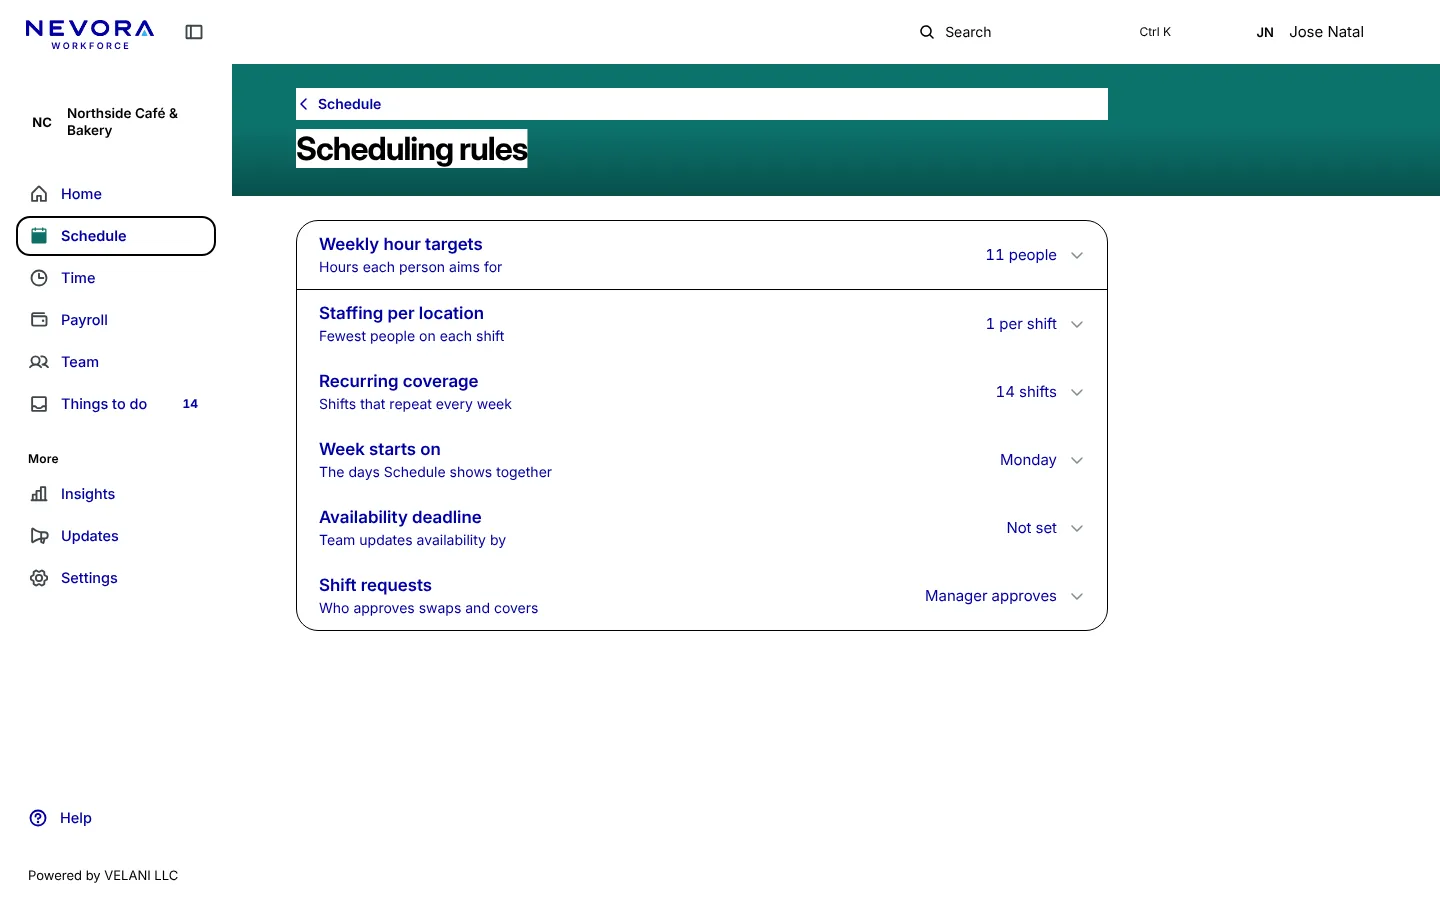 NEVORA
WORKFORCE
Search
Ctrl K
JN
Jose Natal
NC
Northside Café &
Bakery
Home
Schedule
Time
Payroll
Team
Things to do
14
More
Insights
Updates
Settings
Help
Powered by VELANI LLC
Schedule
Scheduling rules
Weekly hour targets
Hours each person aims for
11 people
Staffing per location
Fewest people on each shift
1 per shift
Recurring coverage
Shifts that repeat every week
14 shifts
Week starts on
The days Schedule shows together
Monday
Availability deadline
Team updates availability by
Not set
Shift requests
Who approves swaps and covers
Manager approves